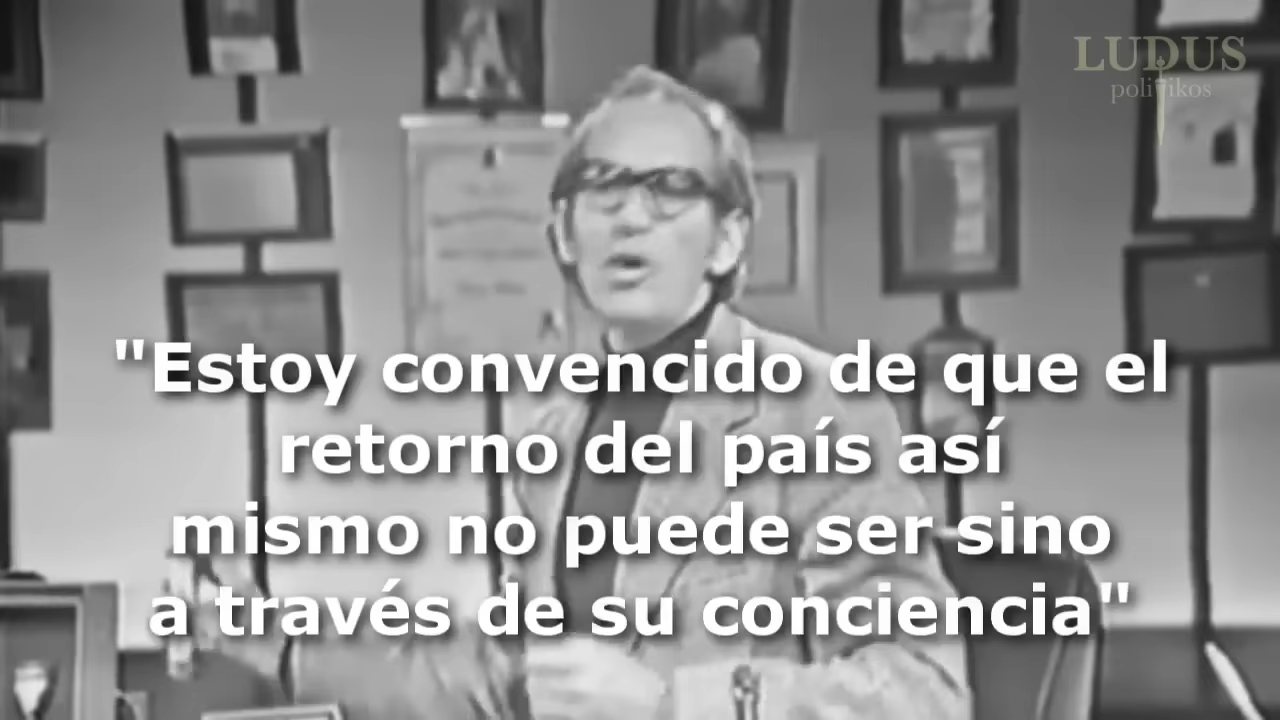 LUDUS
politikos
"Estoy convencido de que el
retorno del país así
mismo no puede ser sino
a través de su conciencia"